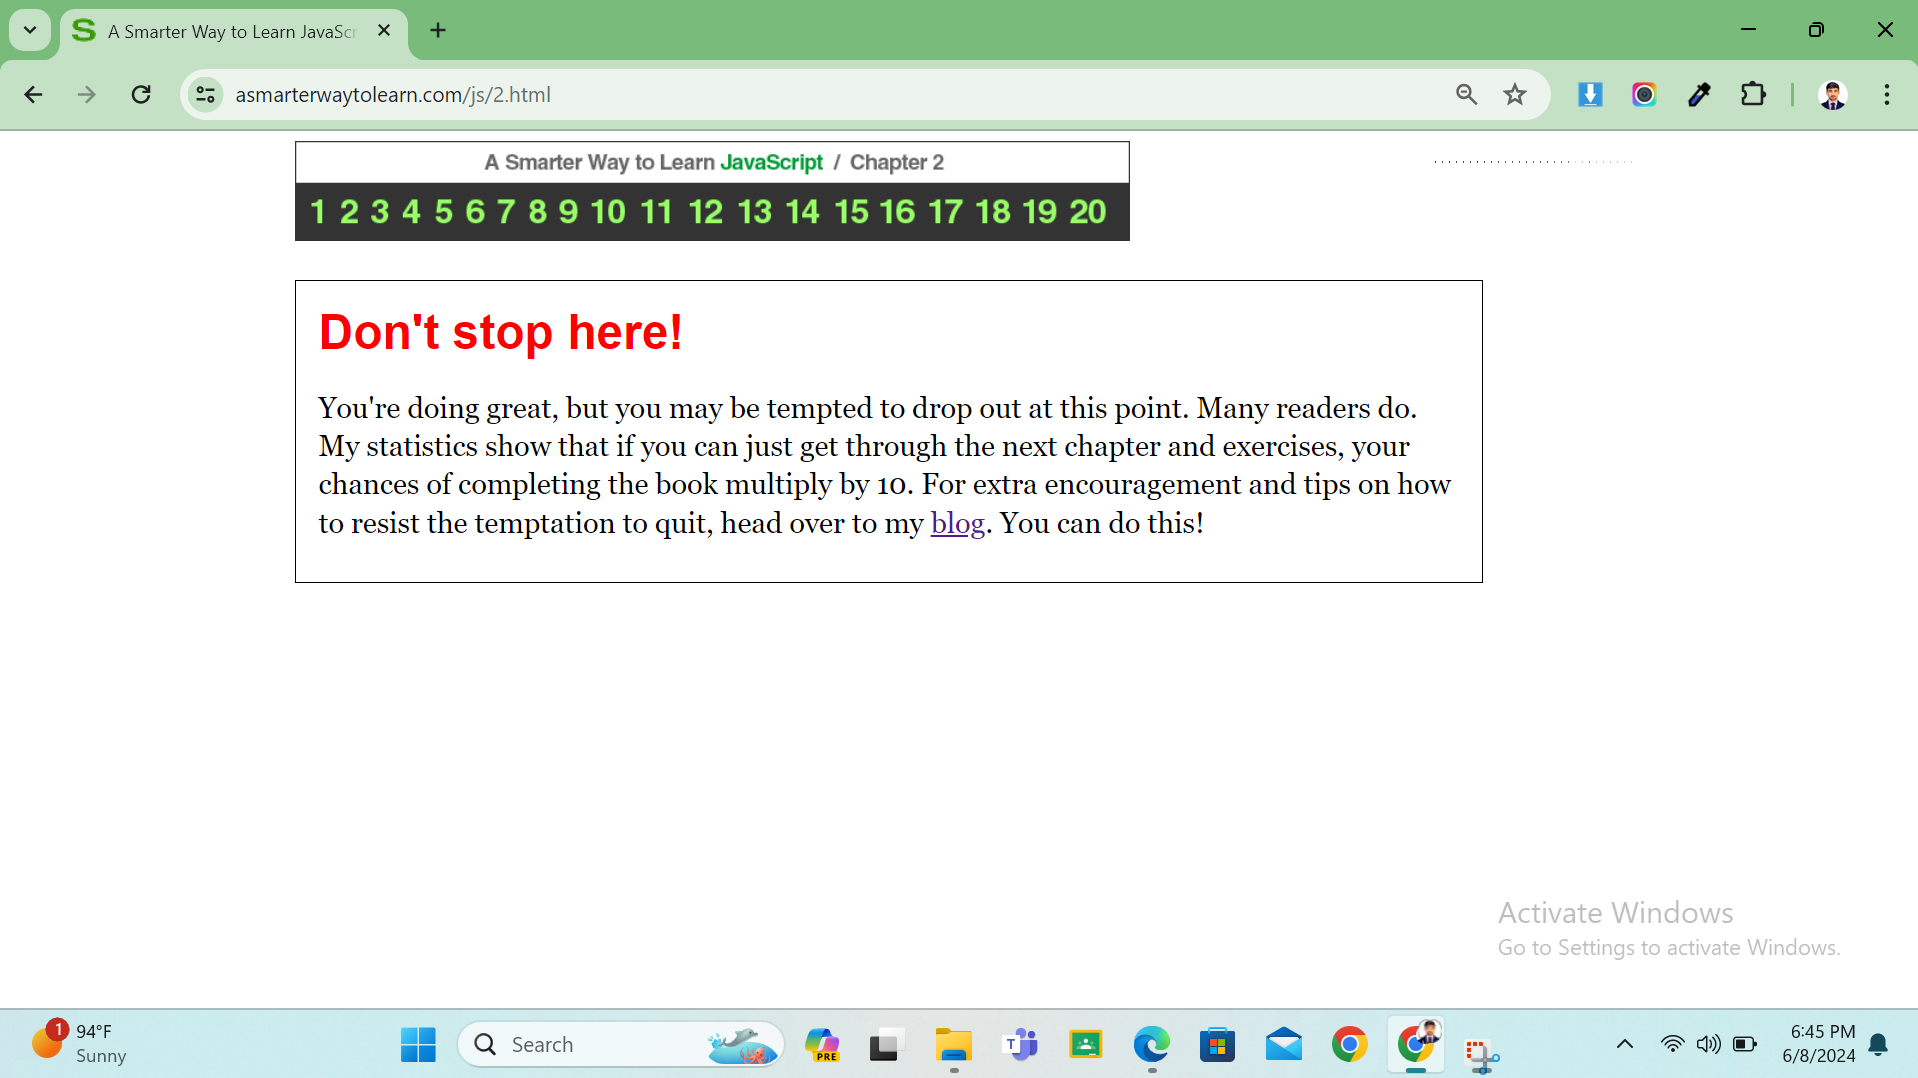 A Smarter Way to Learn JavaScr
asmarterwaytolearn.com/js/2.html
A Smarter Way to Learn JavaScript / Chapter 2
1 2 3 4 5 6 7 8 9 10 11 12 13 14 15 16 17 18 19 20
Don't stop here!
You're doing great, but you may be tempted to drop out at this point. Many readers do.
My statistics show that if you can just get through the next chapter and exercises, your
chances of completing the book multiply by 10. For extra encouragement and tips on how
to resist the temptation to quit, head over to my blog. You can do this!
Activate Windows
Go to Settings to activate Windows.
1
94°F
Sunny
Search
PRE
T
6:45 PM
6/8/2024